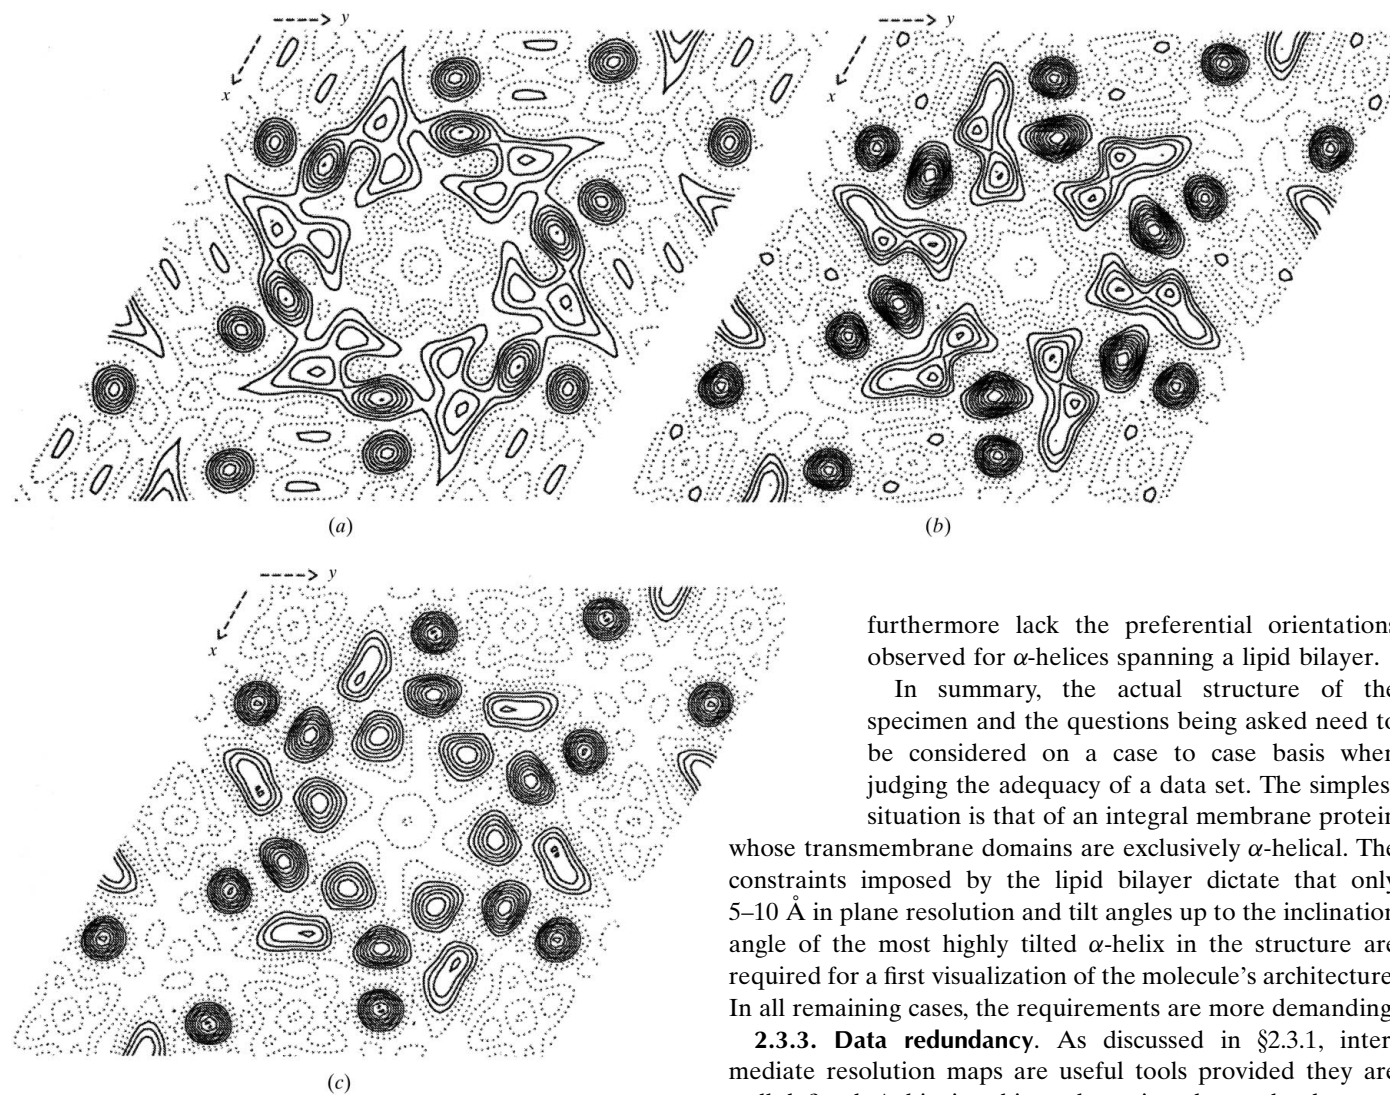 y
x
y
x
(a)
(b)
y
x
furthermore lack the preferential orientations
observed for α-helices spanning a lipid bilayer.
In summary, the actual structure of the
specimen and the questions being asked need to
be considered on a case to case basis when
judging the adequacy of a data set. The simples
situation is that of an integral membrane protein
whose transmembrane domains are exclusively α-helical. The
constraints imposed by the lipid bilayer dictate that only
5–10 Å in plane resolution and tilt angles up to the inclination
angle of the most highly tilted α-helix in the structure are
required for a first visualization of the molecule's architecture
In all remaining cases, the requirements are more demanding
2.3.3. Data redundancy. As discussed in §2.3.1, inter
mediate resolution maps are useful tools provided they are
(c)